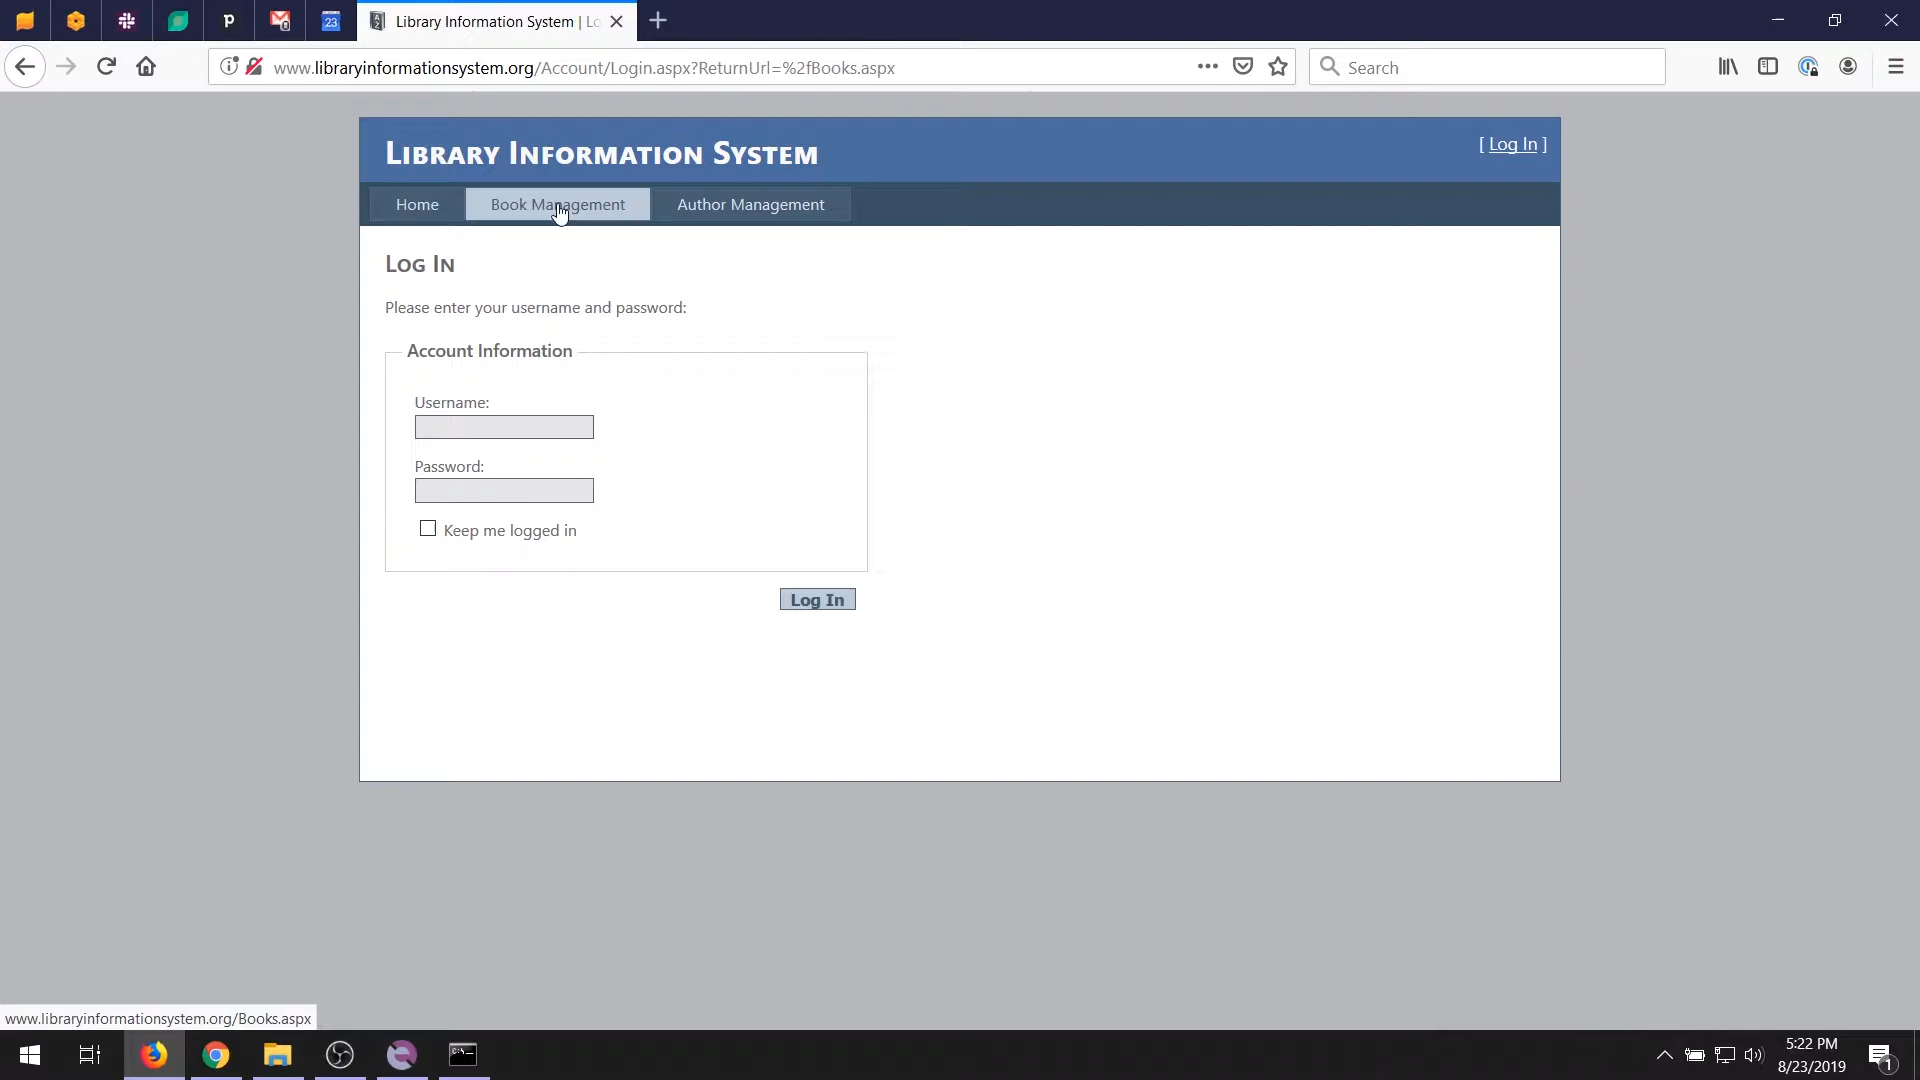 Library Information System | Lo
www.libraryinformationsystem.org/Account/Login.aspx?ReturnUrl=%2fBooks.aspx
Search
Library Information System
[ Log In ]
Home
Book Management
Author Management
Log In
Please enter your username and password:
Account Information
Username:
Password:
Keep me logged in
Log In
www.libraryinformationsystem.org/Books.aspx
5:22 PM
8/23/2019
1
23
p
C:\